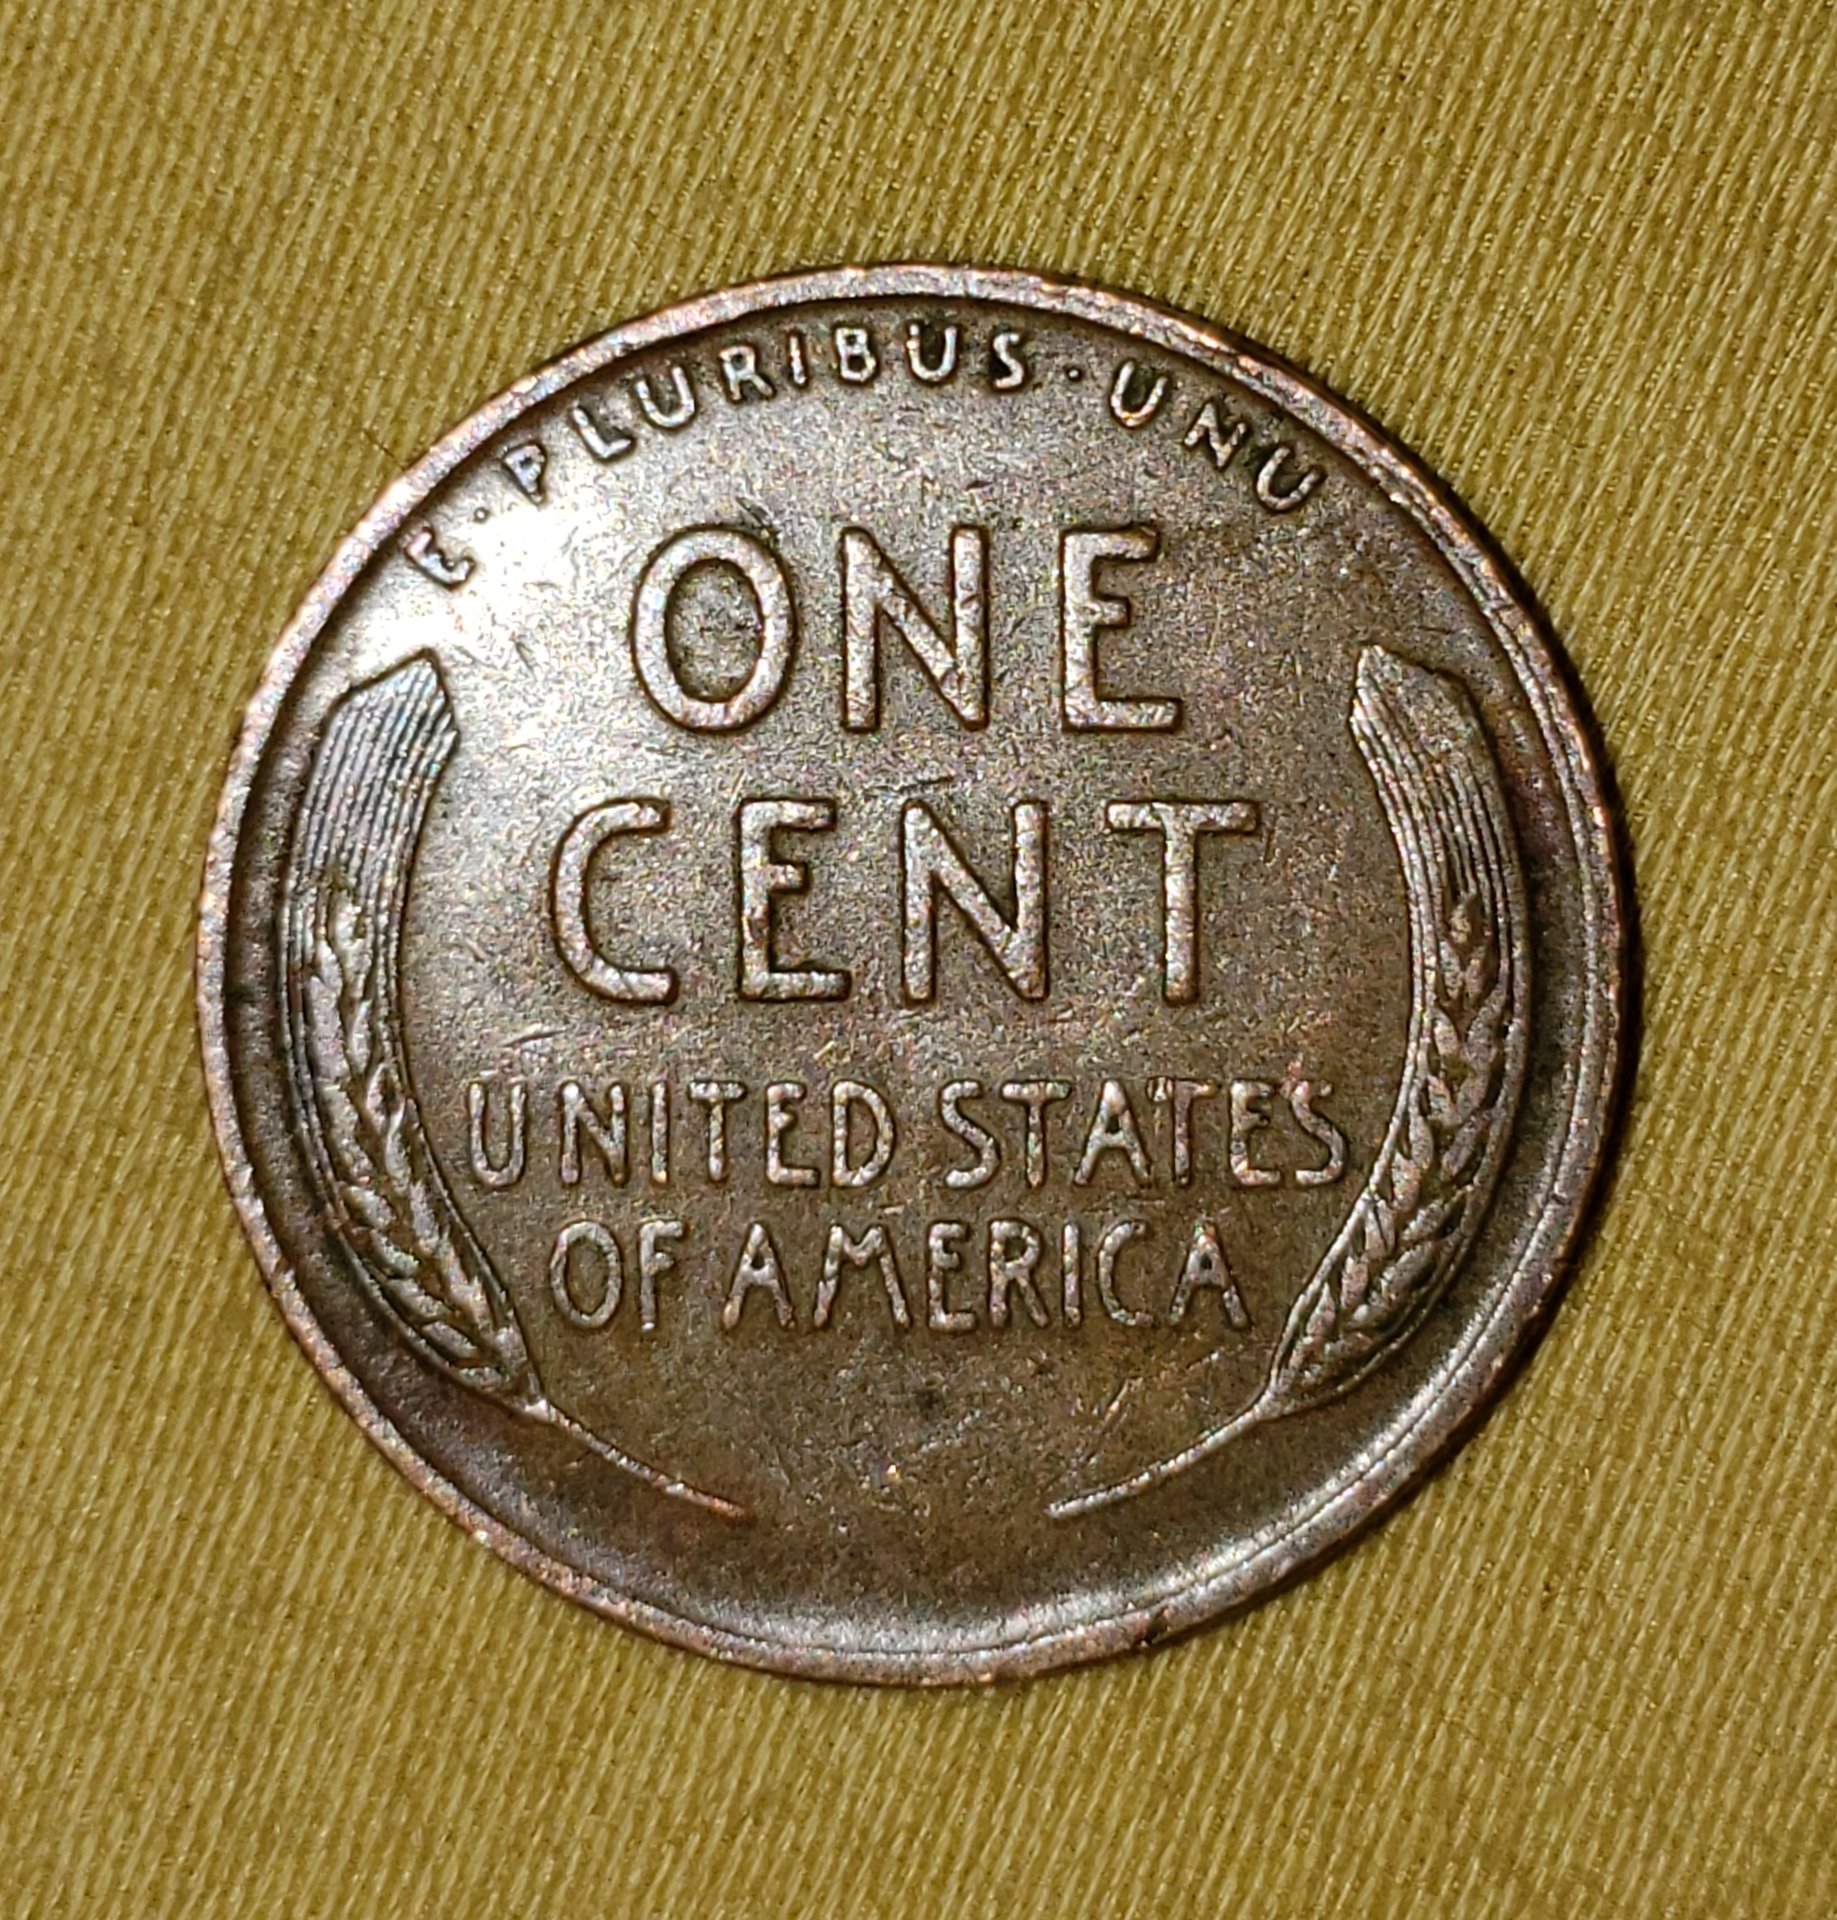 E·PLURIBUS·UNU
ONE
CENT
UNITED STATES
OF AMERICA